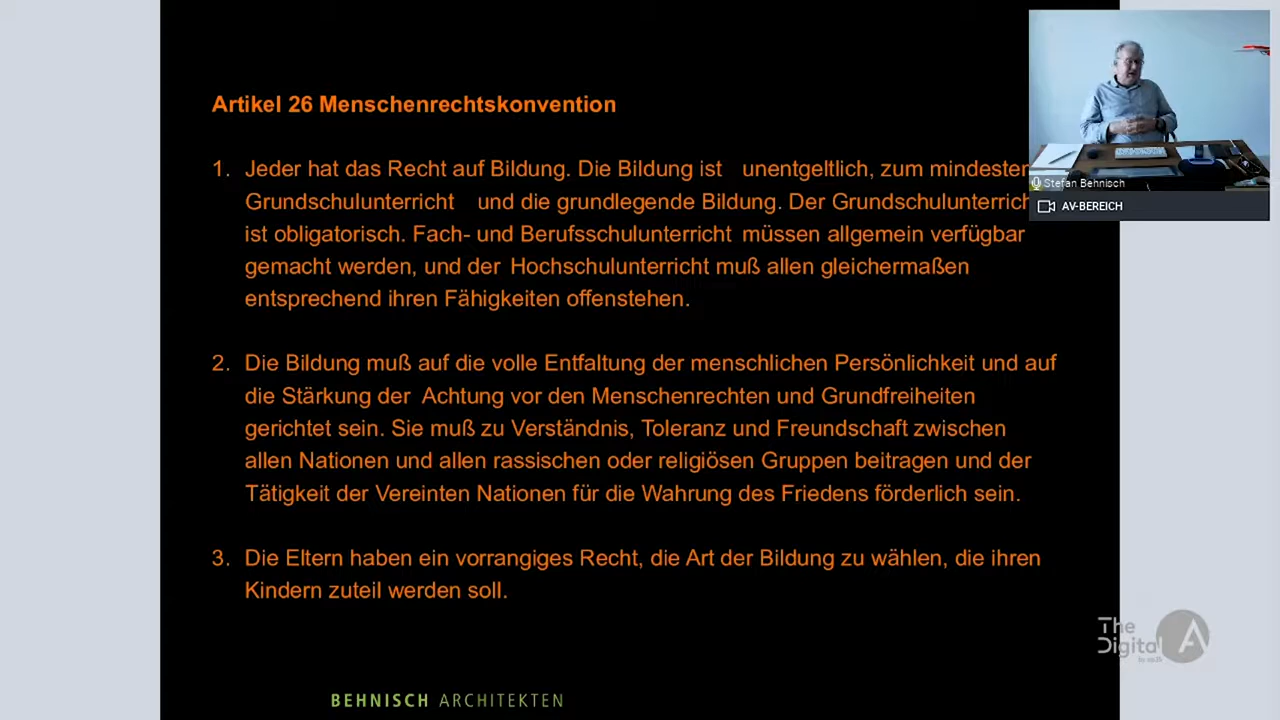 Artikel 26 Menschenrechtskonvention
1. Jeder hat das Recht auf Bildung. Die Bildung ist unentgeltlich, zum mindesten
Grundschulunterricht und die grundlegende Bildung. Der Grundschulunterrich
ist obligatorisch. Fach- und Berufsschulunterricht müssen allgemein verfügbar
gemacht werden, und der Hochschulunterricht muß allen gleichermaßen
entsprechend ihren Fähigkeiten offenstehen.
2. Die Bildung muß auf die volle Entfaltung der menschlichen Persönlichkeit und auf
die Stärkung der Achtung vor den Menschenrechten und Grundfreiheiten
gerichtet sein. Sie muß zu Verständnis, Toleranz und Freundschaft zwischen
allen Nationen und allen rassischen oder religiösen Gruppen beitragen und der
Tätigkeit der Vereinten Nationen für die Wahrung des Friedens förderlich sein.
3. Die Eltern haben ein vorrangiges Recht, die Art der Bildung zu wählen, die ihren
Kindern zuteil werden soll.
BEHNISCH ARCHITEKTEN
Stefan Behnisch
AV-BEREICH
The
Digital A